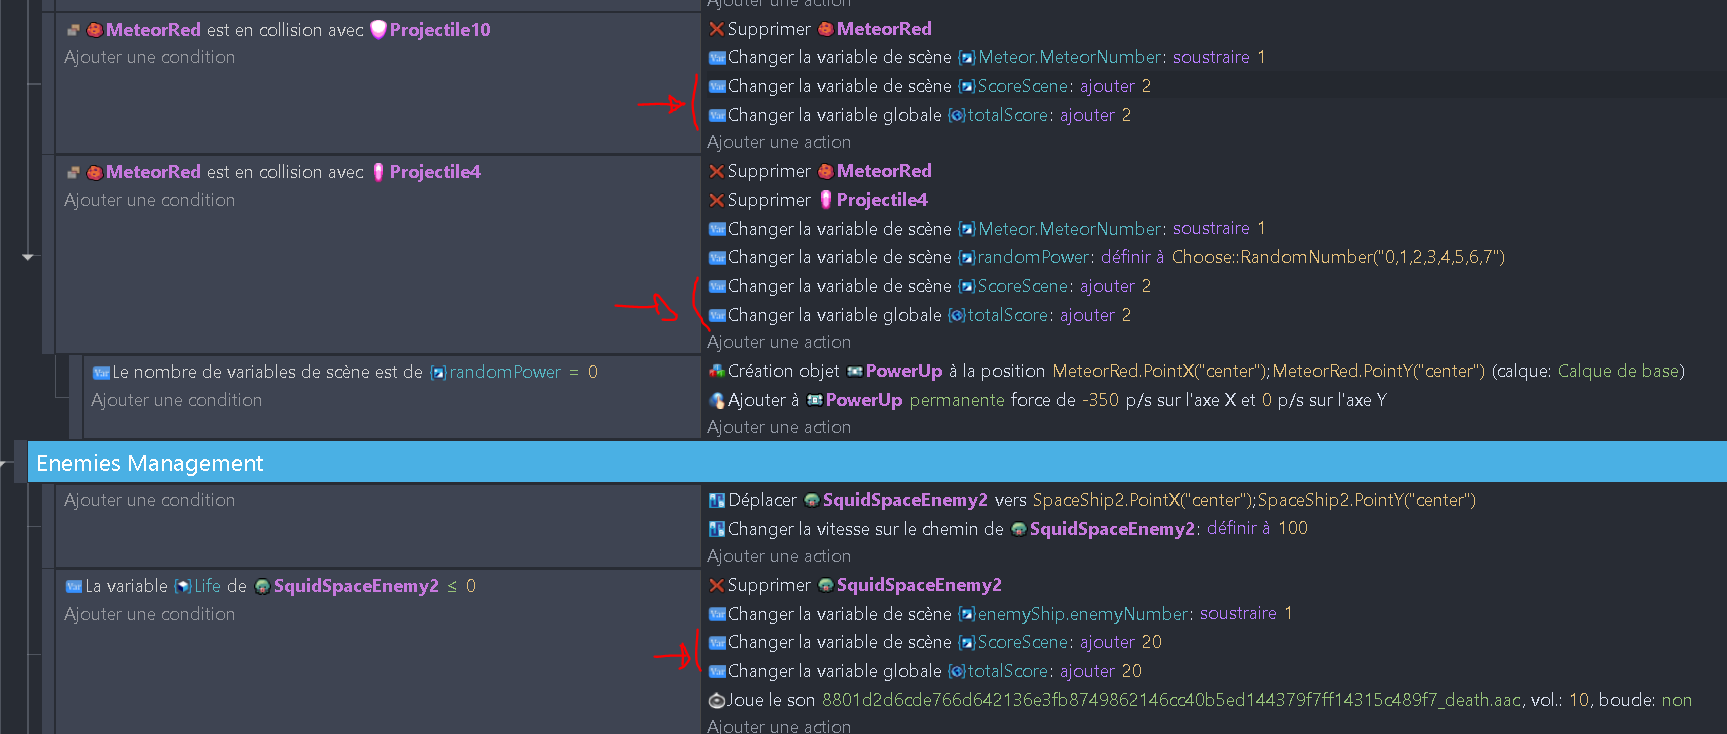 Ajouter une action
MeteorRed est en collision avec Projectile10
Ajouter une condition
Supprimer MeteorRed
Changer la variable de scène Meteor.MeteorNumber: soustraire 1
Changer la variable de scène ScoreScene: ajouter 2
Changer la variable globale totalScore: ajouter 2
Ajouter une action
MeteorRed est en collision avec Projectile4
Ajouter une condition
Supprimer MeteorRed
Supprimer Projectile4
Changer la variable de scène Meteor.MeteorNumber: soustraire 1
Changer la variable de scène randomPower: définir à Choose::RandomNumber("0,1,2,3,4,5,6,7")
Changer la variable de scène ScoreScene: ajouter 2
Changer la variable globale totalScore: ajouter 2
Ajouter une action
Le nombre de variables de scène est de randomPower = 0
Ajouter une condition
Création objet PowerUp à la position MeteorRed.PointX("center");MeteorRed.PointY("center") (calque: Calque de base)
Ajouter à PowerUp permanente force de -350 p/s sur l'axe X et 0 p/s sur l'axe Y
Ajouter une action
Enemies Management
Ajouter une condition
Déplacer SquidSpaceEnemy2 vers SpaceShip2.PointX("center");SpaceShip2.PointY("center")
Changer la vitesse sur le chemin de SquidSpaceEnemy2: définir à 100
Ajouter une action
La variable Life de SquidSpaceEnemy2 ≤ 0
Ajouter une condition
Supprimer SquidSpaceEnemy2
Changer la variable de scène enemyShip.enemyNumber: soustraire 1
Changer la variable de scène ScoreScene: ajouter 20
Changer la variable globale totalScore: ajouter 20
Joue le son 8801d2d6cde766d642136e3fb8749862146cc40b5ed144379f7ff14315c489f7_death.aac, vol.: 10, boucle: non
Ajouter une action